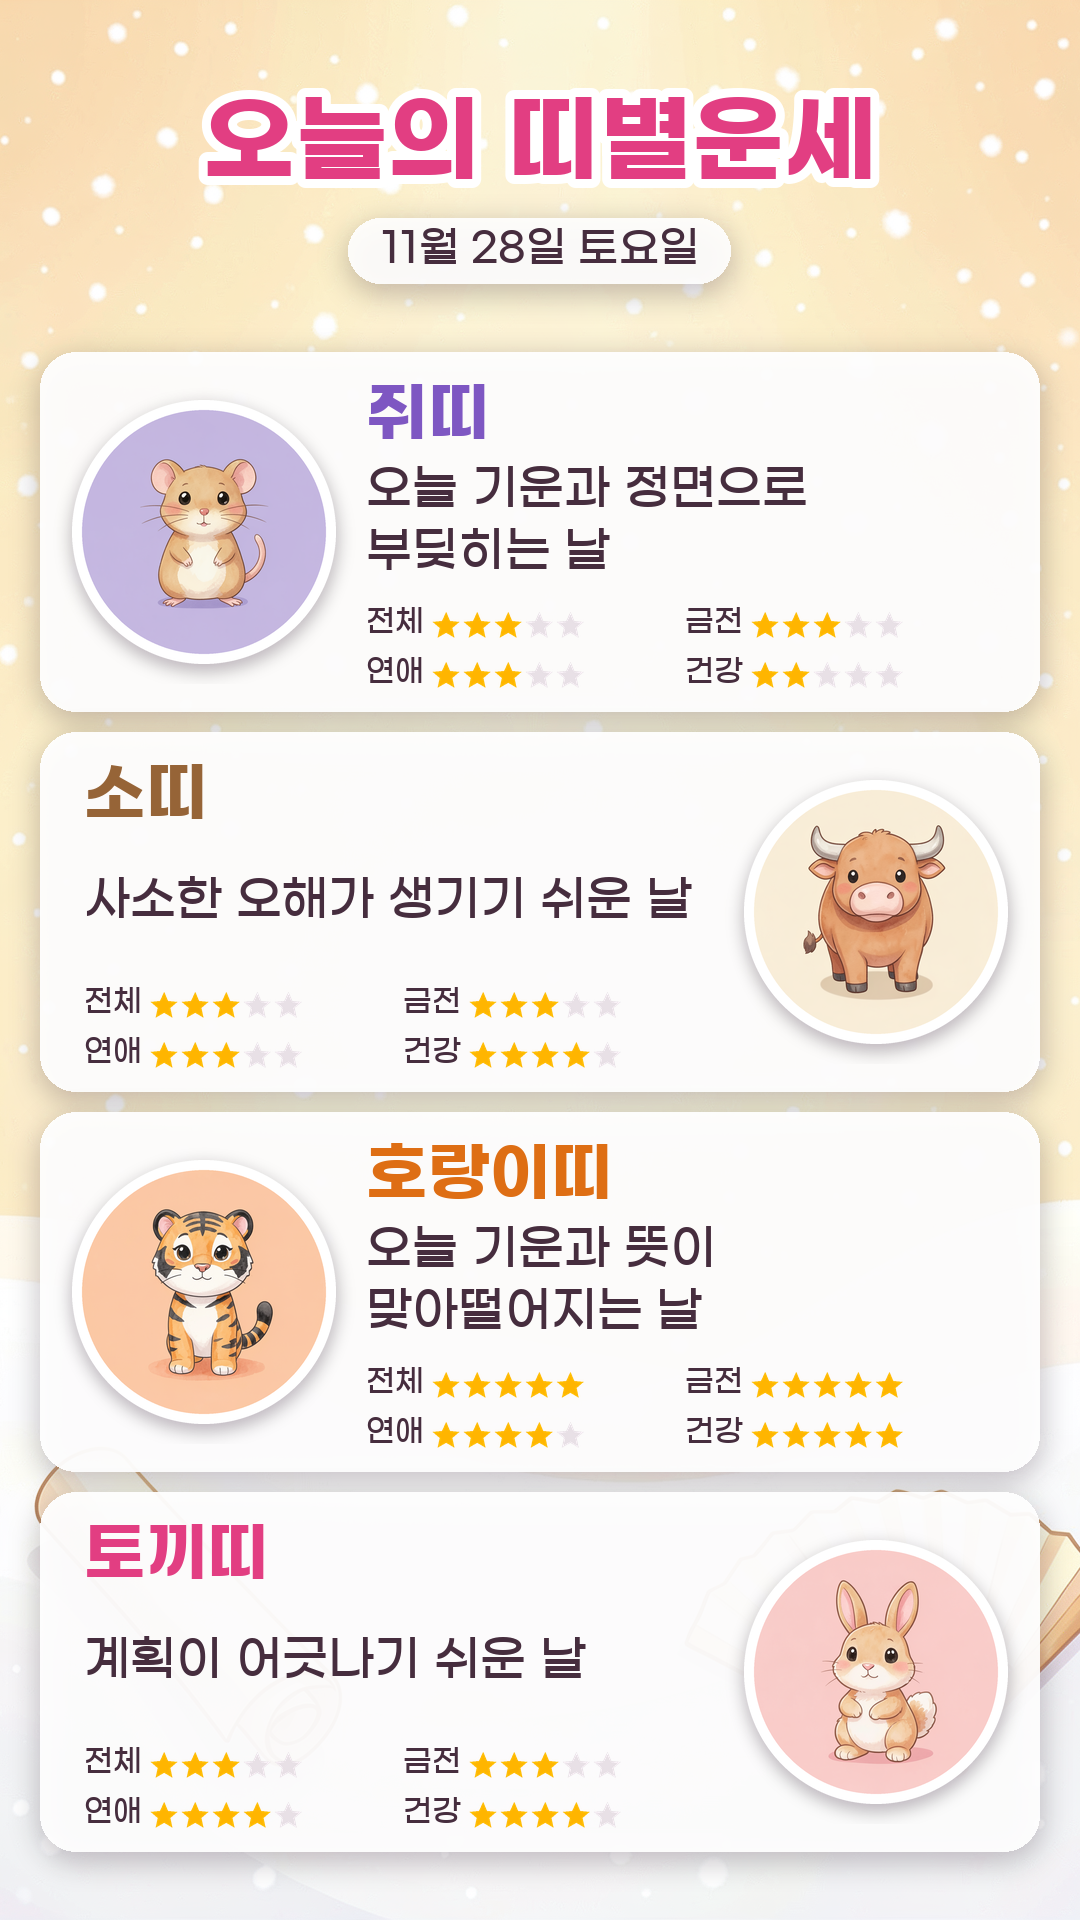 오늘의 띠별운세
11월 28일 토요일
쥐띠
오늘 기운과 정면으로
부딪히는 날
전체 ★★★★★ 금전 ★★★★★
연애 ★★★★★ 건강 ★★★★★
소띠
사소한 오해가 생기기 쉬운 날
전체 ★★★★★ 금전 ★★★★★
연애 ★★★★★ 건강 ★★★★★
호랑이띠
오늘 기운과 뜻이
맞아떨어지는 날
전체 ★★★★★ 금전 ★★★★★
연애 ★★★★★ 건강 ★★★★★
토끼띠
계획이 어긋나기 쉬운 날
전체 ★★★★★ 금전 ★★★★★
연애 ★★★★★ 건강 ★★★★★